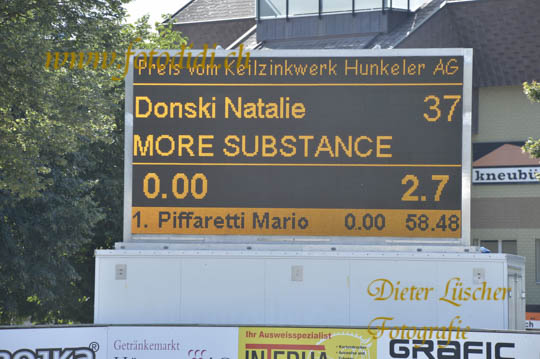 www.fotodidi.ch
Preis vom Keilzinkwerk Hunkeler AG
Donski Natalie 37
MORE SUBSTANCE
0.00 2.7
1. Piffaretti Mario 0.00 58.48
kneubü
Dieter Lüscher
Fotografie
Getränkemarkt
Ihr Ausweisspezialist
GRAFIC